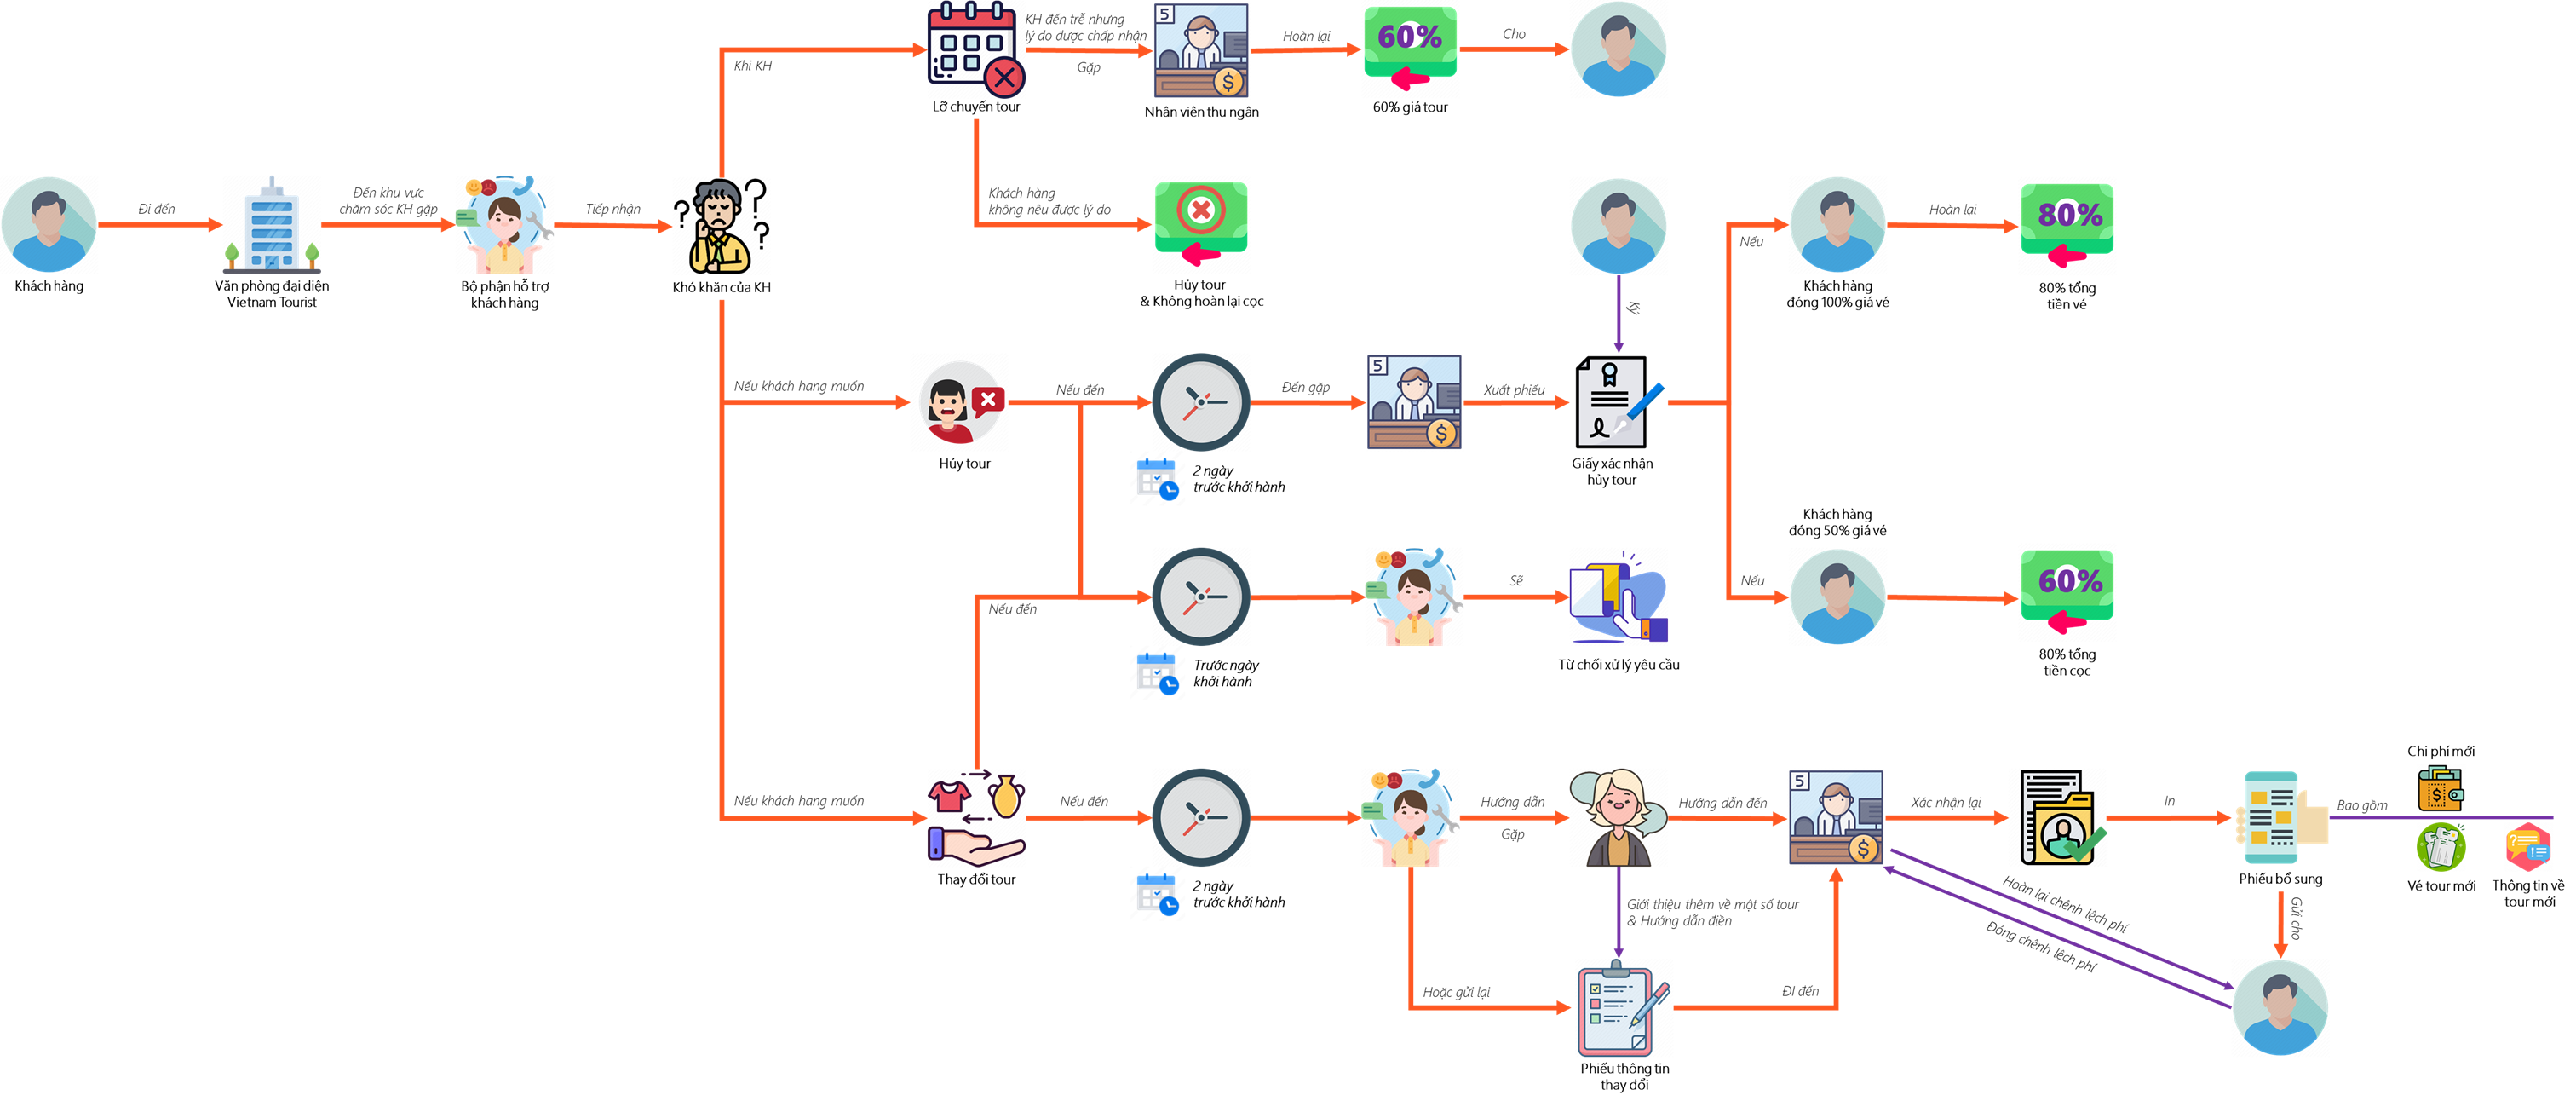 KH đến trễ nhưng
lý do được chấp nhận
Gặp
Khi KH
5
Hoàn lại
60%
Cho
Lỡ chuyến tour
Nhân viên thu ngân
60% giá tour
Đi đến
Đến khu vực
chăm sóc KH gặp
Tiếp nhận
Khách hàng
không nêu được lý do
Khách hàng
Văn phòng đại diện
Vietnam Tourist
Bộ phận hỗ trợ
khách hàng
Khó khăn của KH
Hủy tour
& Không hoàn lại cọc
Ký
Nếu
Khách hàng
đóng 100% giá vé
Hoàn lại
80%
80% tổng
tiền vé
Nếu khách hang muốn
Hủy tour
Nếu đến
2 ngày
trước khởi hành
Đến gặp
5
Xuất phiếu
Giấy xác nhận
hủy tour
Khách hàng
đóng 50% giá vé
Nếu
60%
80% tổng
tiền cọc
Nếu đến
Trước ngày
khởi hành
Sẽ
Từ chối xử lý yêu cầu
Nếu khách hang muốn
Thay đổi tour
Nếu đến
2 ngày
trước khởi hành
Hướng dẫn
Gặp
Hướng dẫn đến
5
Xác nhận lại
In
Phiếu bổ sung
Bao gồm
Chi phí mới
Vé tour mới
Thông tin về
tour mới
Giới thiệu thêm về một số tour
& Hướng dẫn điền
Hoàn lại chênh lệch phí
Đóng chênh lệch phí
Gửi cho
Hoặc gửi lại
ĐI đến
Phiếu thông tin
thay đổi